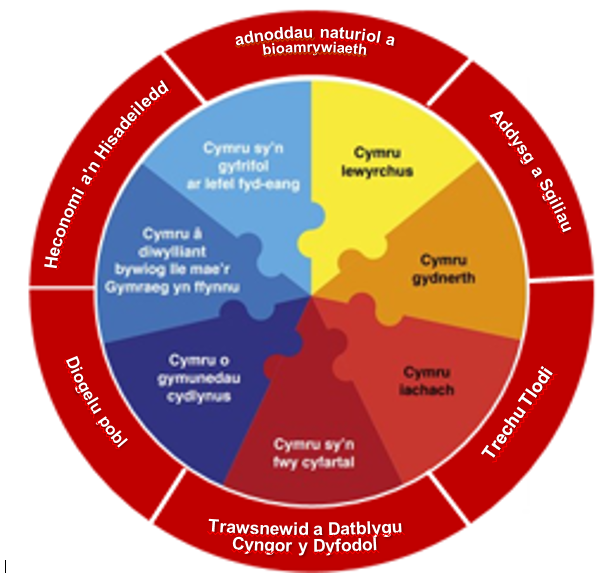 adnoddau naturiol a
bioamrywiaeth
Addysg a Sgiliau
Trechu Tlodi
Trawsnewid a Datblygu
Cyngor y Dyfodol
Diogelu pobl
Heconomi a'n Hisadeiledd
Cymru sy'n
gyfrifol
ar lefel fyd-eang
Cymru
lewyrchus
Cymru
gydnerth
Cymru
iachach
Cymru sy'n
fwy cyfartal
Cymru o
gymunedau
cydlynus
Cymru â
diwylliant
bywiog lle mae'r
Gymraeg yn ffynnu